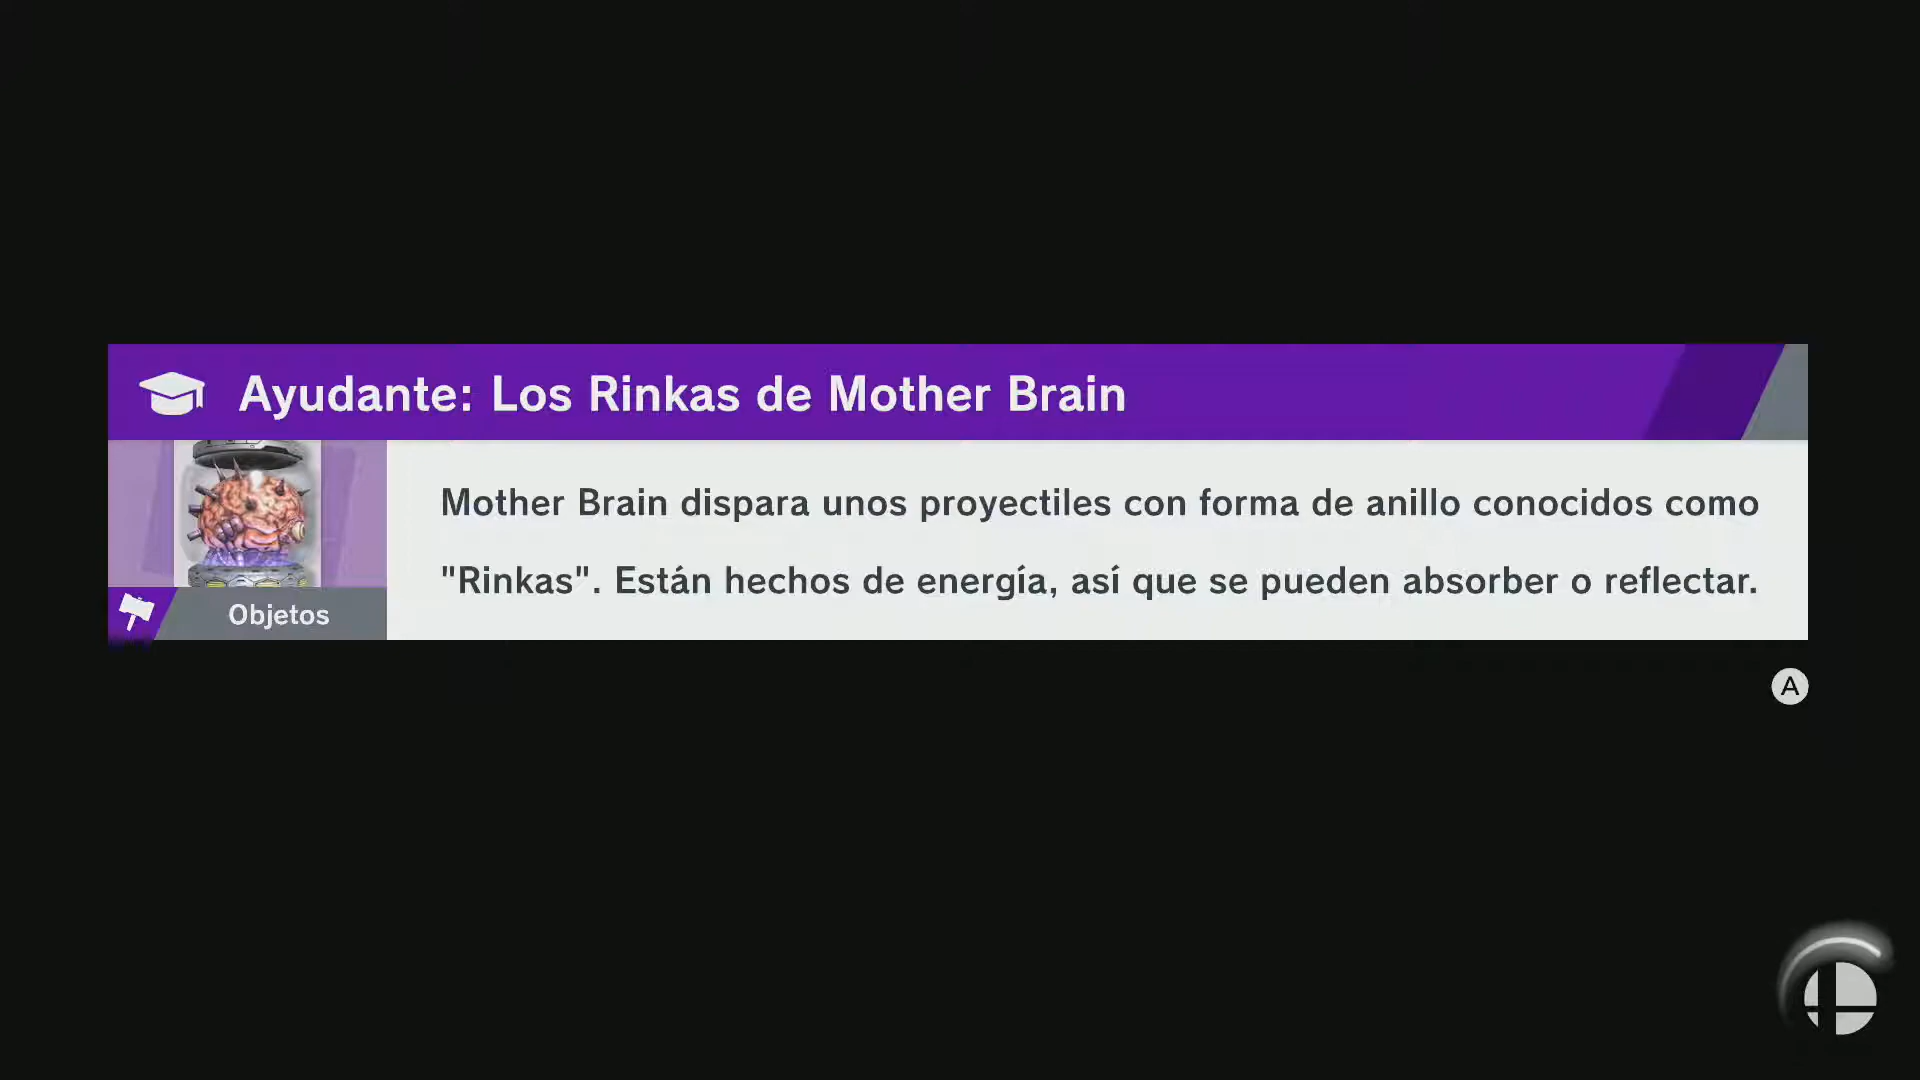 Ayudante: Los Rinkas de Mother Brain
Mother Brain dispara unos proyectiles con forma de anillo conocidos como
"Rinkas". Están hechos de energía, así que se pueden absorber o reflectar.
Objetos
A